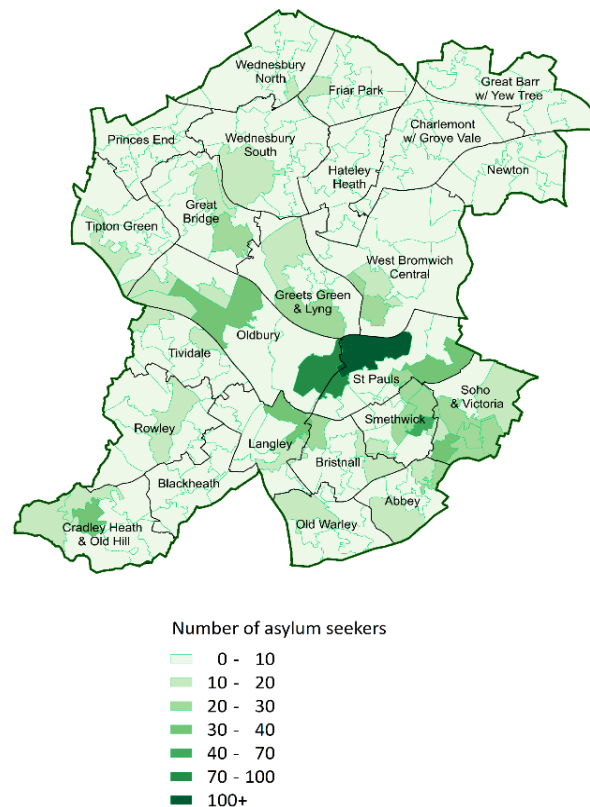 Wednesbury
North
Friar Park
Great Barr
w/ Yew Tree
Princes End
Wednesbury
South
Charlemont
w/ Grove Vale
Hateley
Heath
Newton
Tipton Green
Great
Bridge
West Bromwich
Central
Greets Green
& Lyng
Oldbury
Tividale
St Pauls
Soho
& Victoria
Rowley
Smethwick
Langley
Bristnall
Blackheath
Abbey
Cradley Heath
& Old Hill
Old Warley
Number of asylum seekers
0 - 10
10 - 20
20 - 30
30 - 40
40 - 70
70 - 100
100+